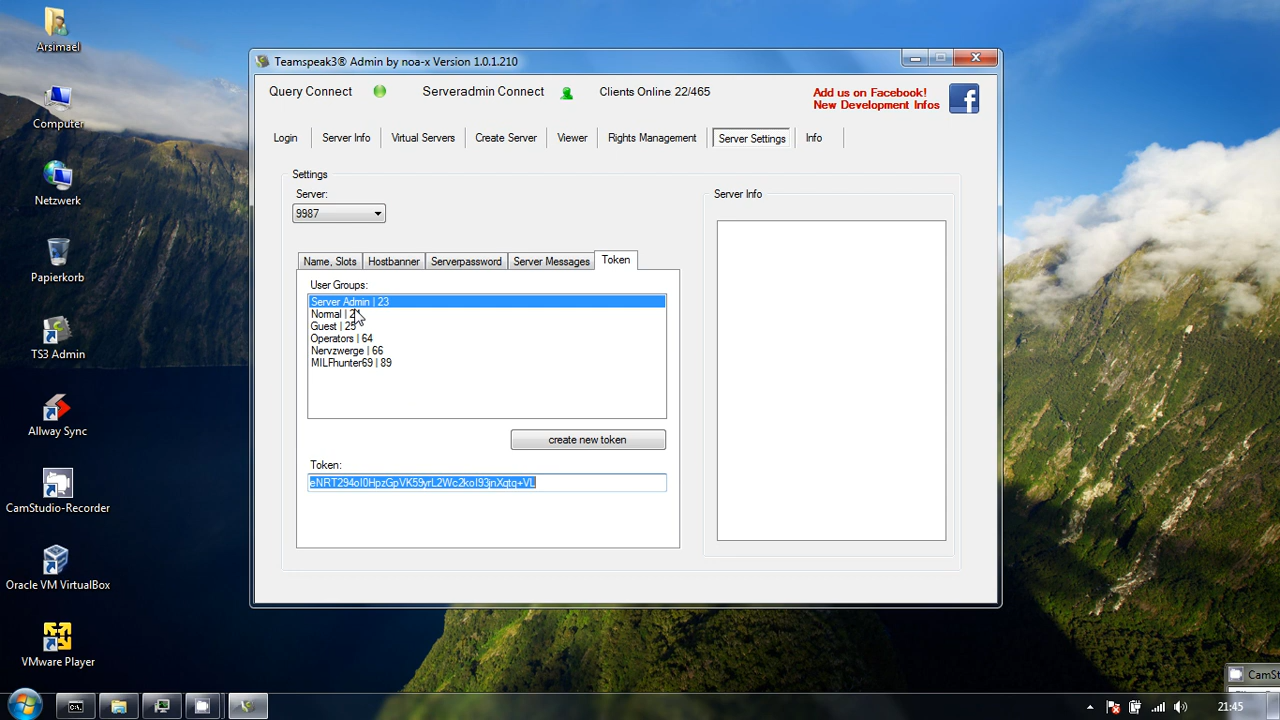 Arsimael
Computer
Netzwerk
Papierkorb
TS3 Admin
Allway Sync
CamStudio-Recorder
Oracle VM VirtualBox
VMware Player
Teamspeak3® Admin by noa-x Version 1.0.1.210
Query Connect
Serveradmin Connect
Clients Online 22/465
Add us on Facebook!
New Development Infos
Login
Server Info
Virtual Servers
Create Server
Viewer
Rights Management
Server Settings
Info
Settings
Server:
9987
Name, Slots
Hostbanner
Serverpassword
Server Messages
Token
User Groups:
Server Admin | 23
Normal |
Guest | 25
Operators | 64
Nervzwerge | 66
MILFhunter69 | 89
create new token
Token:
Server Info
21:45